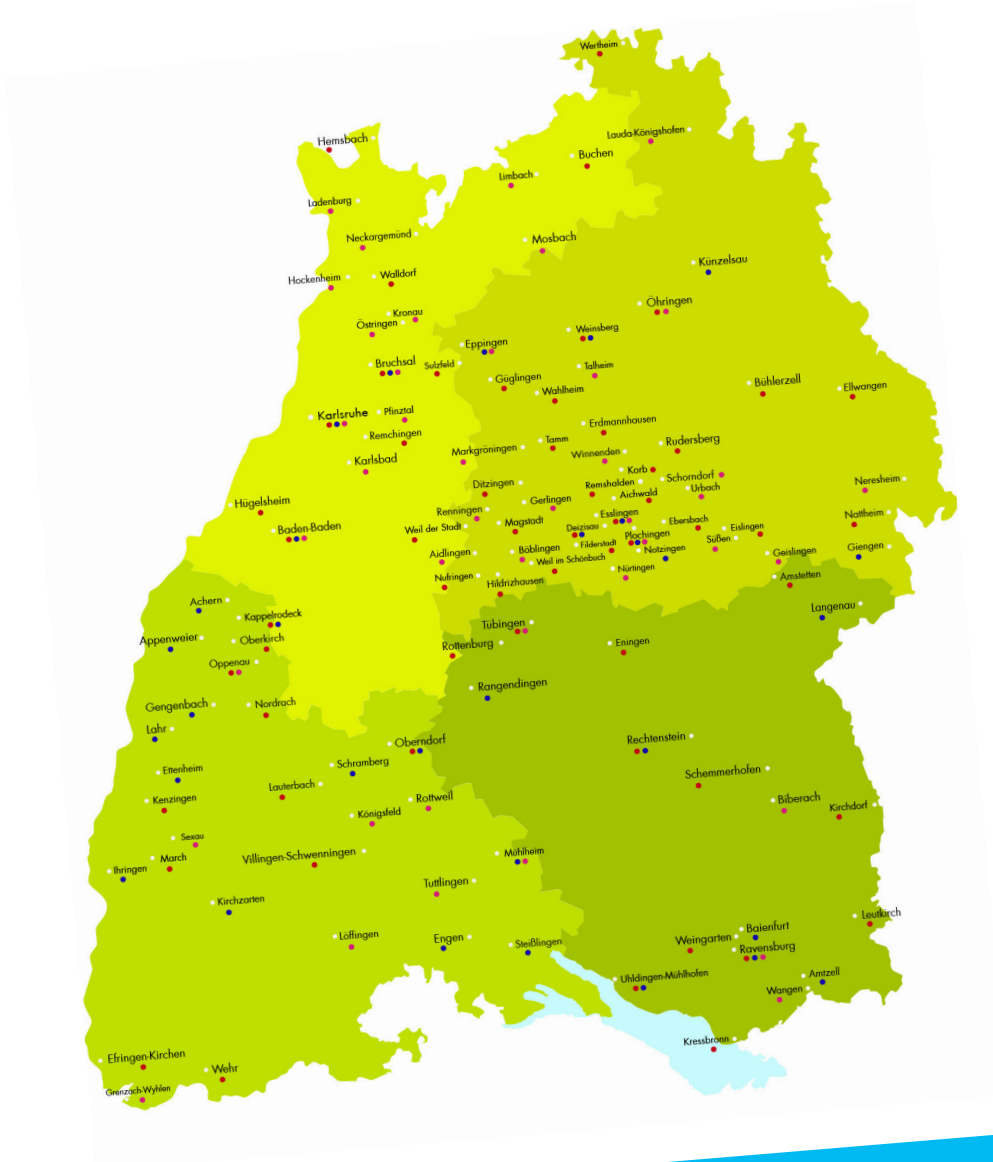 Wertheim
Lauda-Königshofen
Hemsbach
Buchen
Limbach
Ladenburg
Neckargemünd
Mosbach
Künzelsau
Hockenheim
Walldorf
Öhringen
Kronau
Östringen
Weinsberg
Eppingen
Bruchsal
Sulzfeld
Talheim
Güglingen
Bühlerzell
Ellwangen
Wahlheim
Karlsruhe
Pfinztal
Erdmannhausen
Remchingen
Tamm
Rudersberg
Markgröningen
Winnenden
Karlsbad
Korb
Schorndorf
Ditzingen
Remsholden
Urbach
Neresheim
Aichwald
Hügelsheim
Gerlingen
Renningen
Esslingen
Nattheim
Baden-Baden
Weil der Stadt
Magstadt
Deizisau
Ebersbach
Eislingen
Plochingen
Süßen
Filderstadt
Giengen
Aidlingen
Böblingen
Notzingen
Weil im Schönbuch
Geislingen
Nürtingen
Nufringen
Hildrizhausen
Amstetten
Achern
Langenau
Kappelrodeck
Tübingen
Appenweier
Oberkirch
Rottenburg
Eningen
Oppenau
Rangendingen
Gengenbach
Nordrach
Lahr
Oberndorf
Rechtenstein
Schramberg
Ettenheim
Schemmerhofen
Lauterbach
Kenzingen
Rottweil
Biberach
Kirchdorf
Königsfeld
Sexau
Villingen-Schwenningen
March
Mühlheim
Ihringen
Tuttlingen
Kirchzarten
Leutkirch
Löffingen
Engen
Steißlingen
Baienfurt
Weingarten
Ravensburg
Uhldingen-Mühlhofen
Amtzell
Wangen
Kressbronn
Efringen-Kirchen
Wehr
Grenzach-Wyhlen